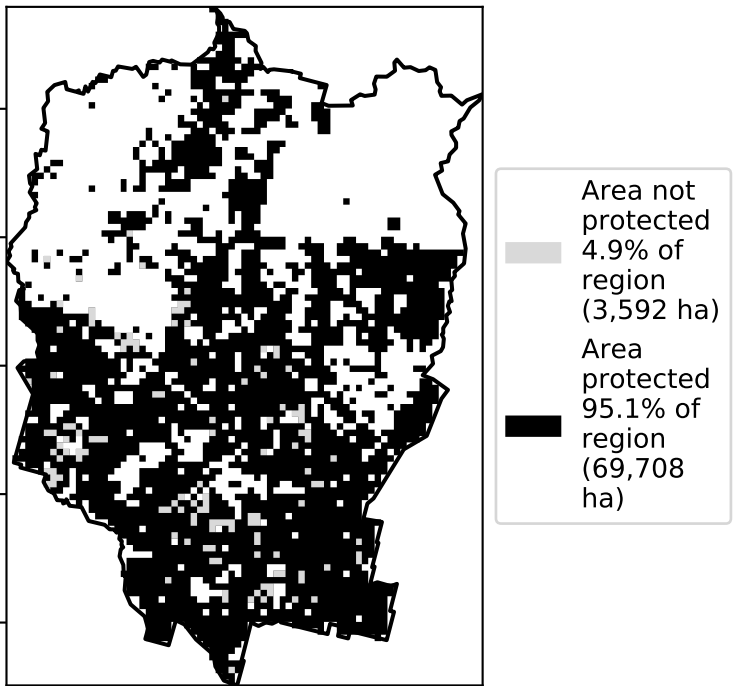 Area not
protected
4.9% of
region
(3,592 ha)
Area
protected
95.1% of
region
(69,708
ha)